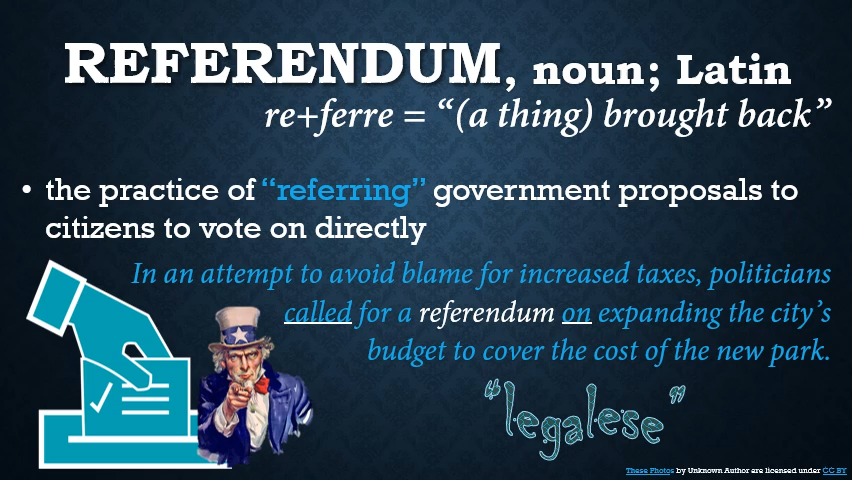 REFERENDUM, noun; Latin
re+ferre = “(a thing) brought back”
• the practice of “referring” government proposals to
citizens to vote on directly
In an attempt to avoid blame for increased taxes, politicians
called for a referendum on expanding the city’s
budget to cover the cost of the new park.
“legalese”
These Photos by Unknown Author are licensed under CC BY